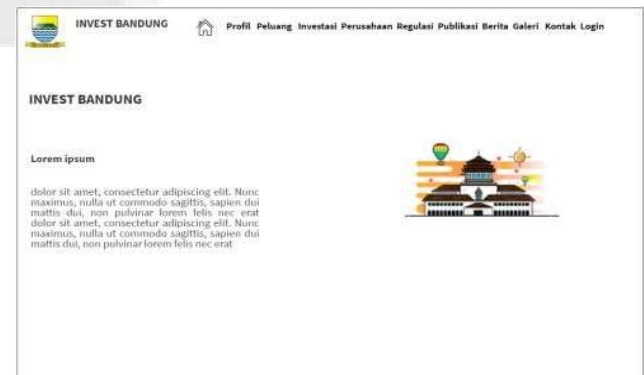 INVEST BANDUNG
Profil Peluang Investasi Perusahaan Regulasi Publikasi Berita Galeri Kontak Login
INVEST BANDUNG
Lorem ipsum
dolor sit amet, consectetur adipiscing elit. Nunc
maximus, nulla ut commodo sagittis, sapien dui
mattis dui, non pulvinar lorem felis nec erat
dolor sit amet, consectetur adipiscing elit. Nunc
maximus, nulla ut commodo sagittis, sapien dui
mattis dui, non pulvinar lorem felis nec erat